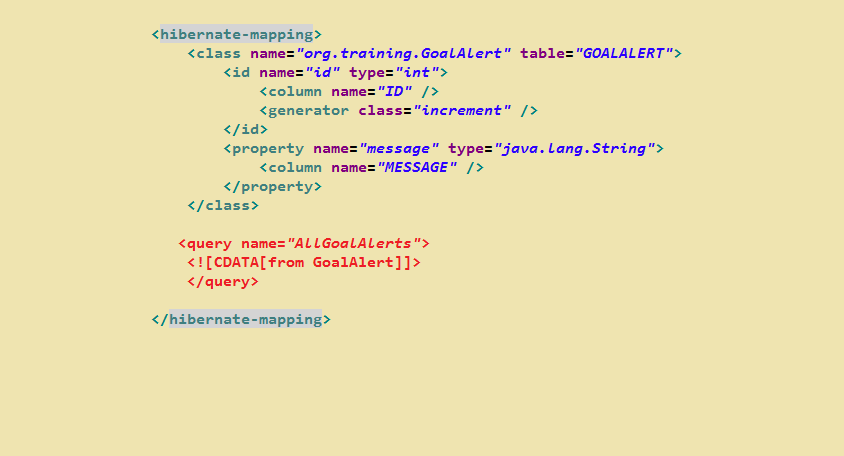 <hibernate-mapping>
<class name="org.training.GoalAlert" table="GOALALERT">
<id name="id" type="int">
<column name="ID" />
<generator class="increment" />
</id>
<property name="message" type="java.lang.String">
<column name="MESSAGE" />
</property>
</class>
<query name="AllGoalAlerts">
<![CDATA[from GoalAlert]]>
</query>
</hibernate-mapping>